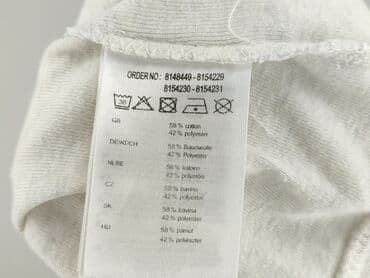 ORDER NO : 8148449 - 8154229
8154230 - 8154231
30
GB
58 % cotton
42 % polyester
DE/AT/CH
58 % Baumwolle
42 % Polyester
NL/BE
58 % katoen
42 % polyester
CZ
58 % bavlna
42 % polyester
SK
58 % bavlna
42 % polyester
HU
58 % pamut
42 % poliészter